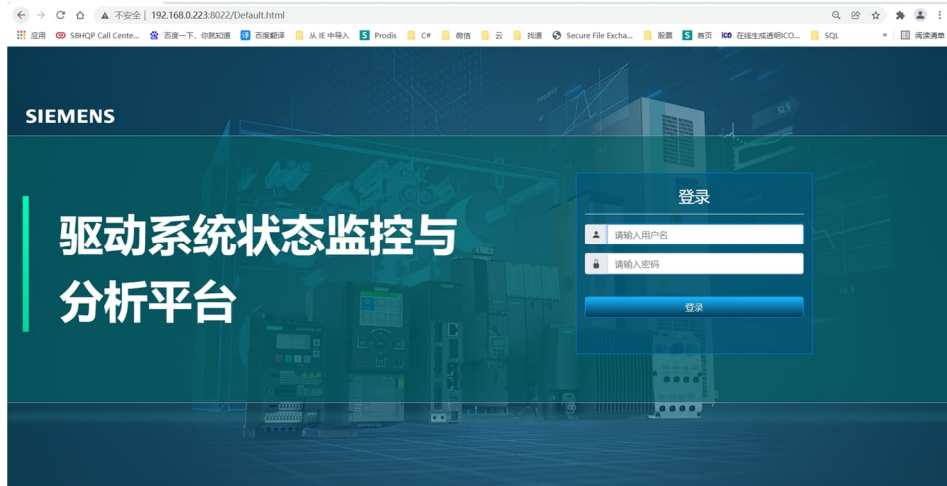 不安全 | 192.168.0.223:8022/Default.html
应用 SBHQP Call Cente... 百度一下，你就知道 百度翻译 从 IE 中导入 Prodis C# 微信 云 找道 Secure File Excha... 股票 首页 ICO 在线生成透明ICO... SQL » 阅读清单
SIEMENS
SLS
登录
驱动系统状态监控与
分析平台
请输入用户名
请输入密码
登录